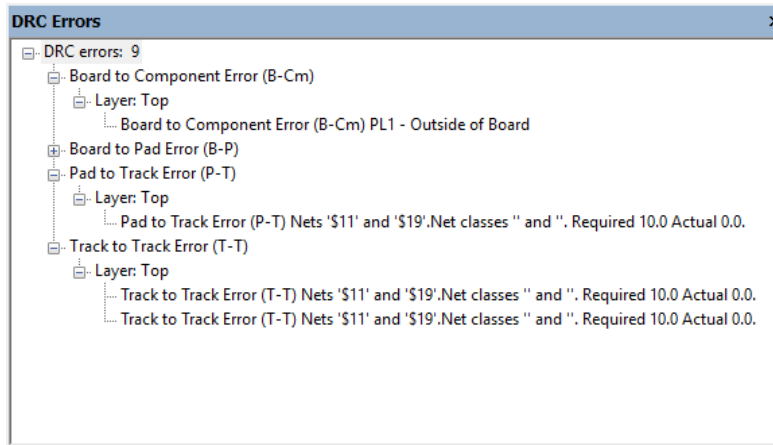 DRC Errors
DRC errors: 9
Board to Component Error (B-Cm)
Layer: Top
Board to Component Error (B-Cm) PL1 - Outside of Board
Board to Pad Error (B-P)
Pad to Track Error (P-T)
Layer: Top
Pad to Track Error (P-T) Nets '$11' and '$19'.Net classes '' and ''. Required 10.0 Actual 0.0.
Track to Track Error (T-T)
Layer: Top
Track to Track Error (T-T) Nets '$11' and '$19'.Net classes '' and ''. Required 10.0 Actual 0.0.
Track to Track Error (T-T) Nets '$11' and '$19'.Net classes '' and ''. Required 10.0 Actual 0.0.